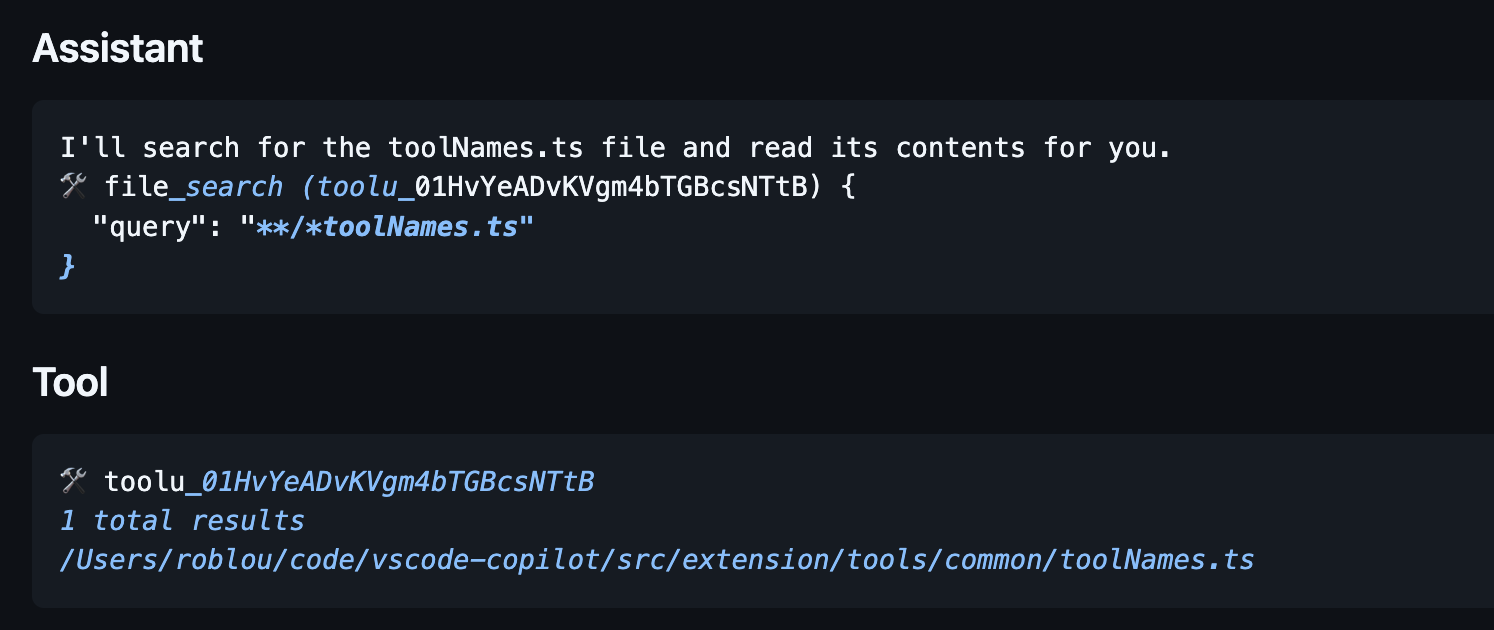 Assistant
I'll search for the toolNames.ts file and read its contents for you.
🛠 file_search (toolu_01HvYeADvKVgm4bTGBcsNTtB) {
"query": "**/*toolNames.ts"
}
Tool
🛠 toolu_01HvYeADvKVgm4bTGBcsNTtB
1 total results
/Users/roblou/code/vscode-copilot/src/extension/tools/common/toolNames.ts